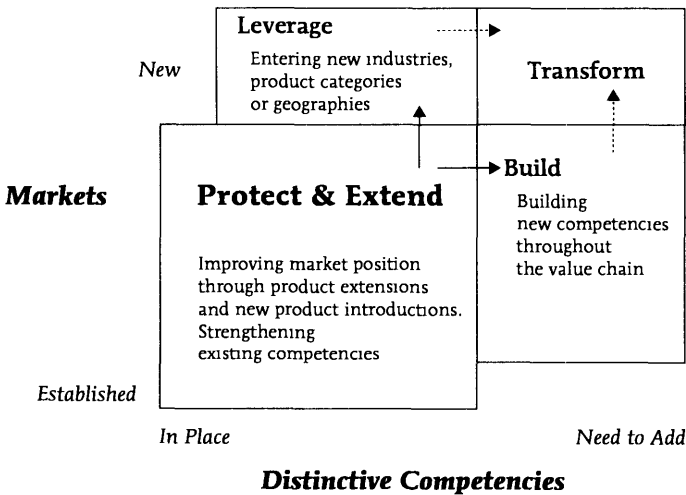 Leverage
Entering new industries,
product categories
or geographies
New
Transform
Markets
Protect & Extend
Build
Building
new competencies
throughout
the value chain
Improving market position
through product extensions
and new product introductions.
Strengthening
existing competencies
Established
In Place
Need to Add
Distinctive Competencies